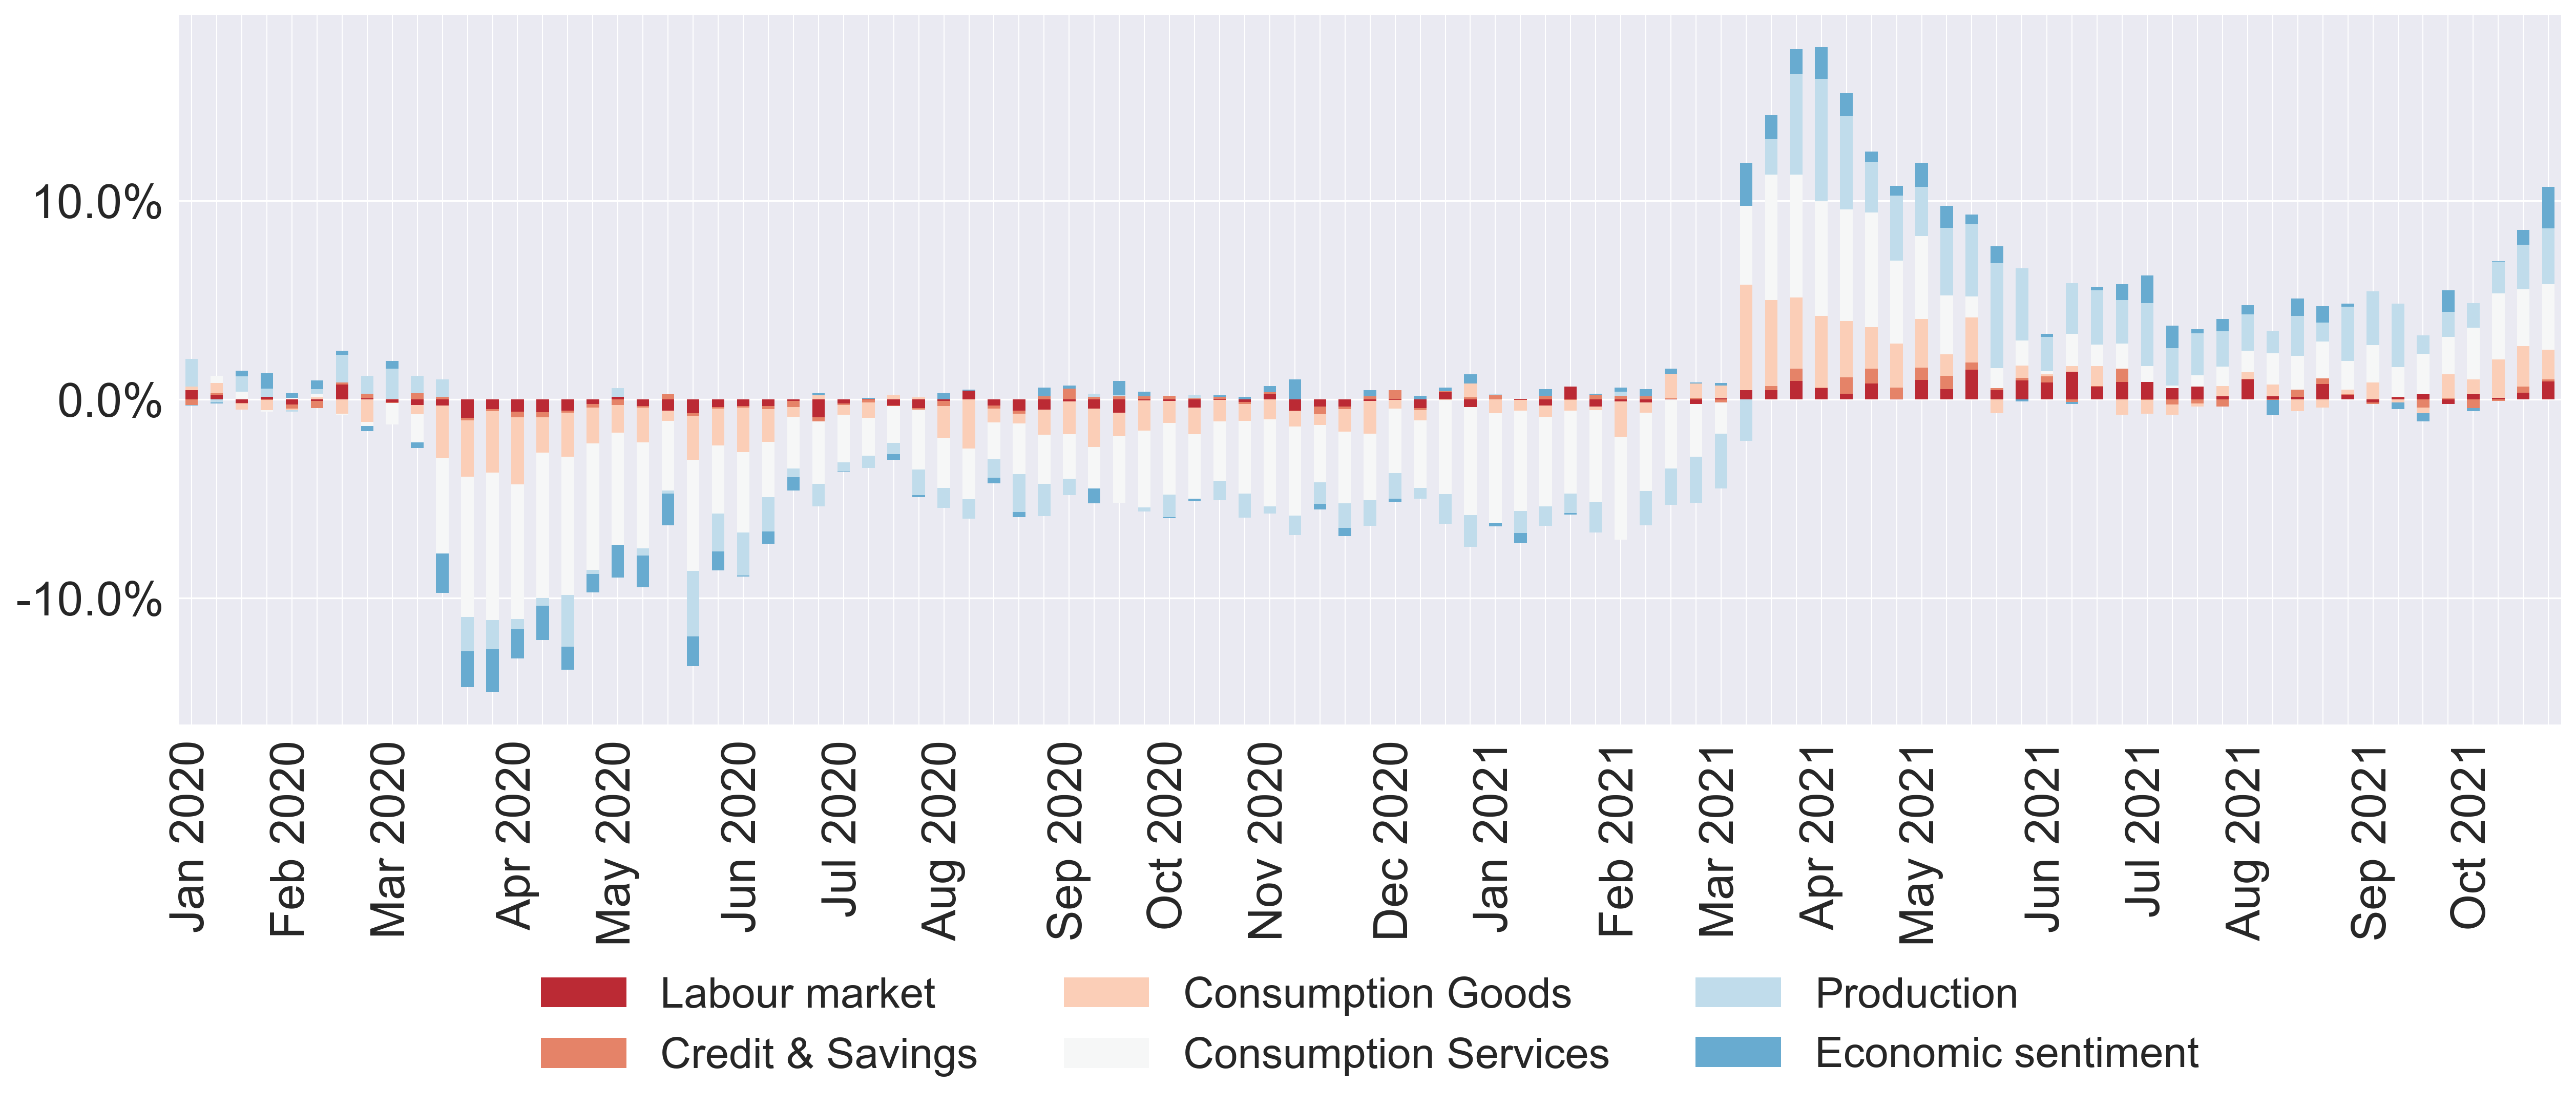 10.0%
0.0%
-10.0%
Jan 2020
Feb 2020
Mar 2020
Apr 2020
May 2020
Jun 2020
Jul 2020
Aug 2020
Sep 2020
Oct 2020
Nov 2020
Dec 2020
Jan 2021
Feb 2021
Mar 2021
Apr 2021
May 2021
Jun 2021
Jul 2021
Aug 2021
Sep 2021
Oct 2021
Labour market
Consumption Goods
Production
Credit & Savings
Consumption Services
Economic sentiment